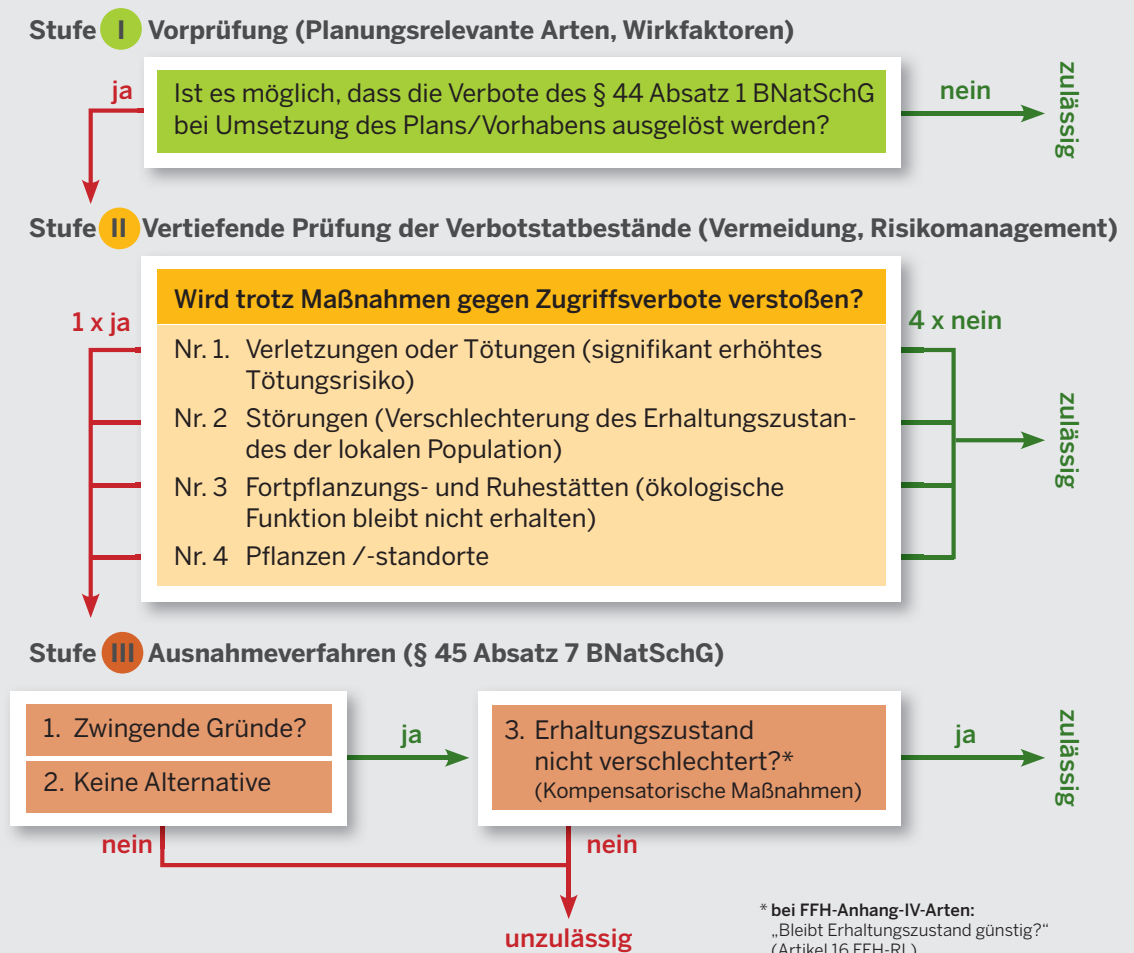 Stufe I Vorprüfung (Planungsrelevante Arten, Wirkfaktoren)
ja
Ist es möglich, dass die Verbote des § 44 Absatz 1 BNatSchG
bei Umsetzung des Plans/Vorhabens ausgelöst werden?
nein
zulässig
Stufe II Vertiefende Prüfung der Verbotstatbestände (Vermeidung, Risikomanagement)
Wird trotz Maßnahmen gegen Zugriffsverbote verstoßen?
1 x ja
4 x nein
Nr. 1. Verletzungen oder Tötungen (signifikant erhöhtes
Tötungsrisiko)
Nr. 2 Störungen (Verschlechterung des Erhaltungszustan-
des der lokalen Population)
Nr. 3 Fortpflanzungs- und Ruhestätten (ökologische
Funktion bleibt nicht erhalten)
Nr. 4 Pflanzen /-standorte
zulässig
Stufe III Ausnahmeverfahren (§ 45 Absatz 7 BNatSchG)
1. Zwingende Gründe?
2. Keine Alternative
ja
3. Erhaltungszustand
nicht verschlechtert?*
(Kompensatorische Maßnahmen)
ja
zulässig
nein
nein
unzulässig
* bei FFH-Anhang-IV-Arten:
„Bleibt Erhaltungszustand günstig?“
(Artikel 16 FFH-RL)